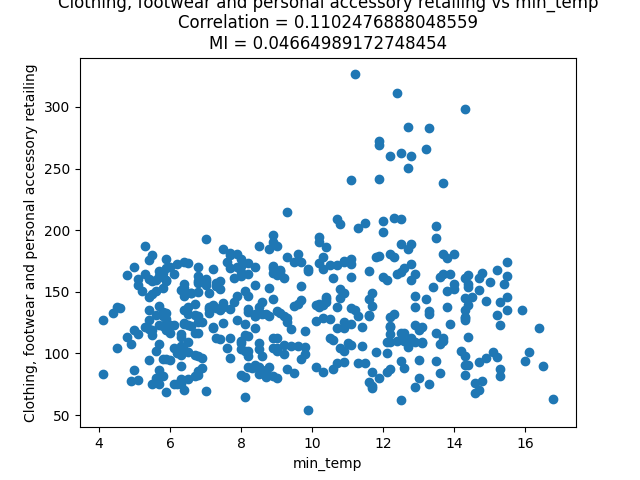 Clothing, footwear and personal accessory retailing vs min_temp
Correlation = 0.1102476888048559
MI = 0.04664989172748454
Clothing, footwear and personal accessory retailing
300
250
200
150
100
50
4 6 8 10 12 14 16
min_temp